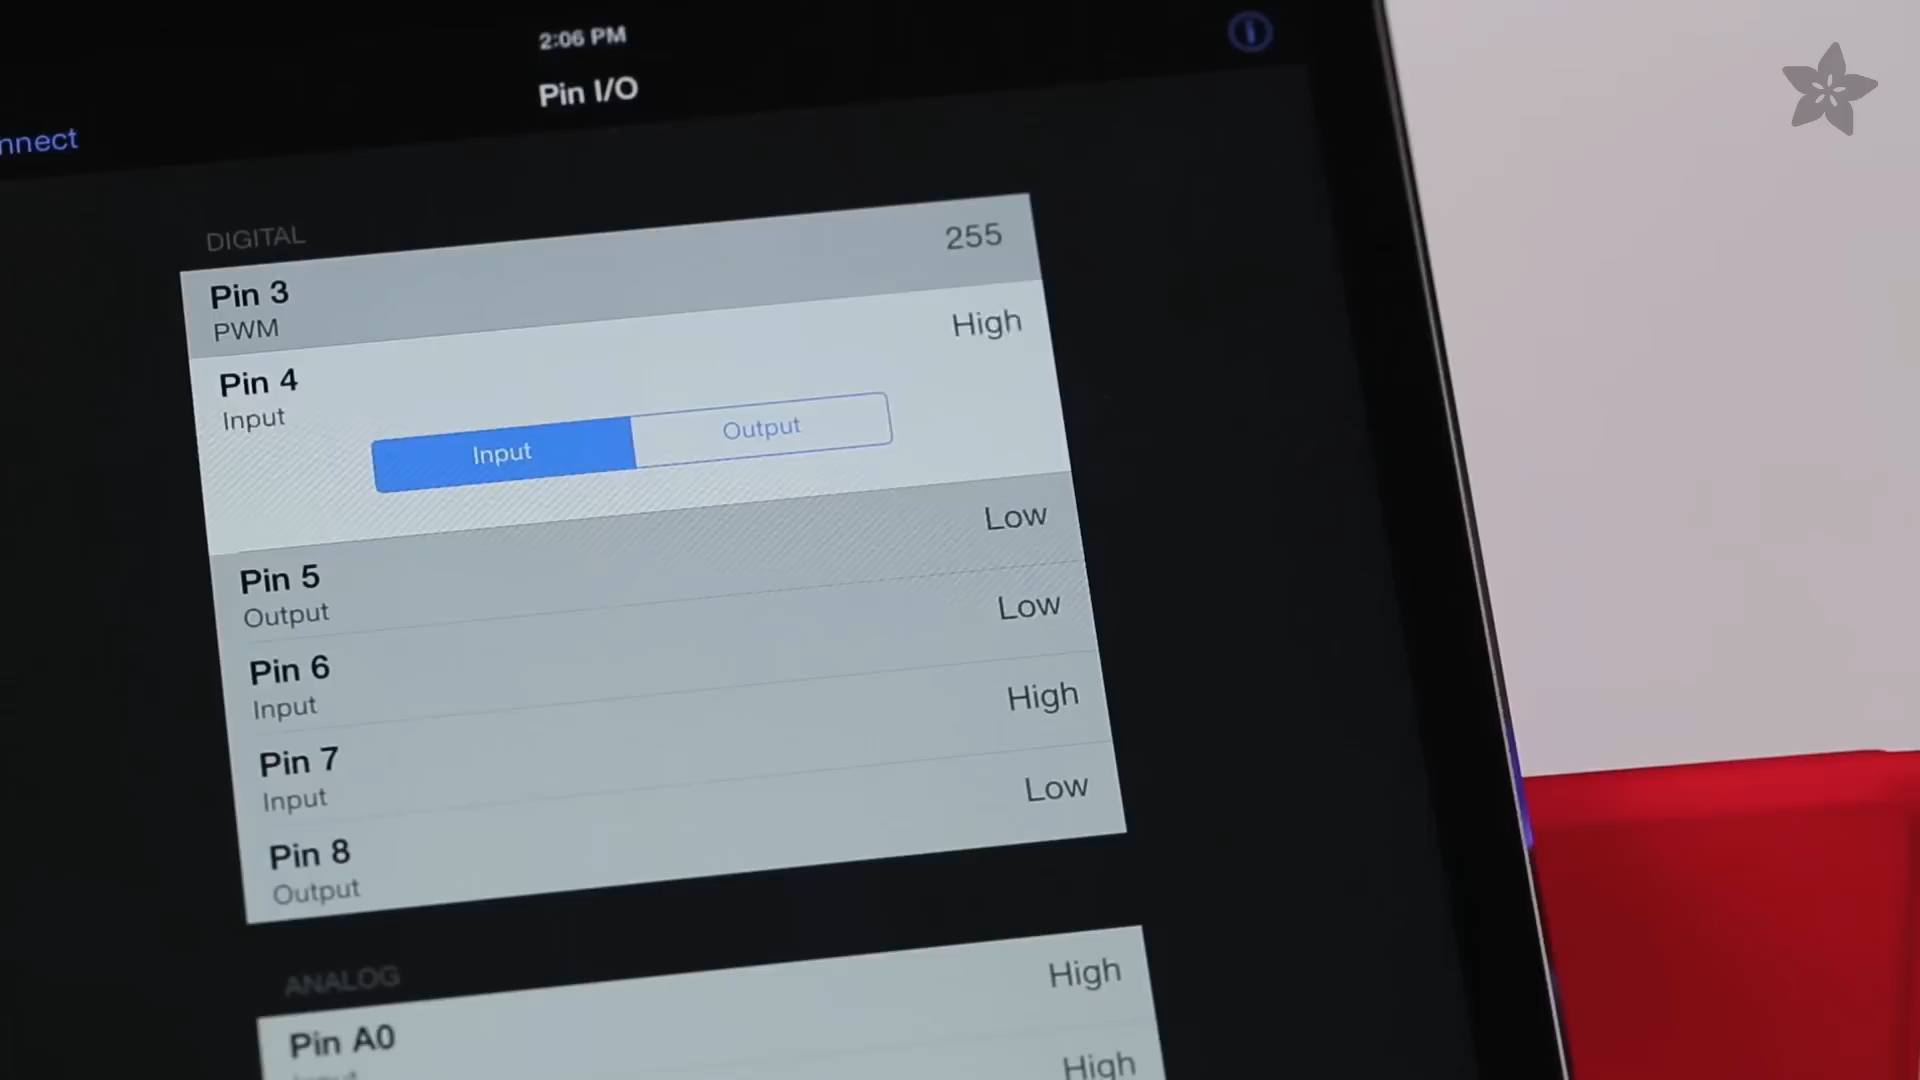 2:06 PM
Pin I/O
nnect
DIGITAL
Pin 3
255
PWM
Pin 4
High
Input
Input
Output
Pin 5
Low
Output
Pin 6
Low
Input
Pin 7
High
Input
Pin 8
Low
Output
ANALOG
Pin A0
High
High